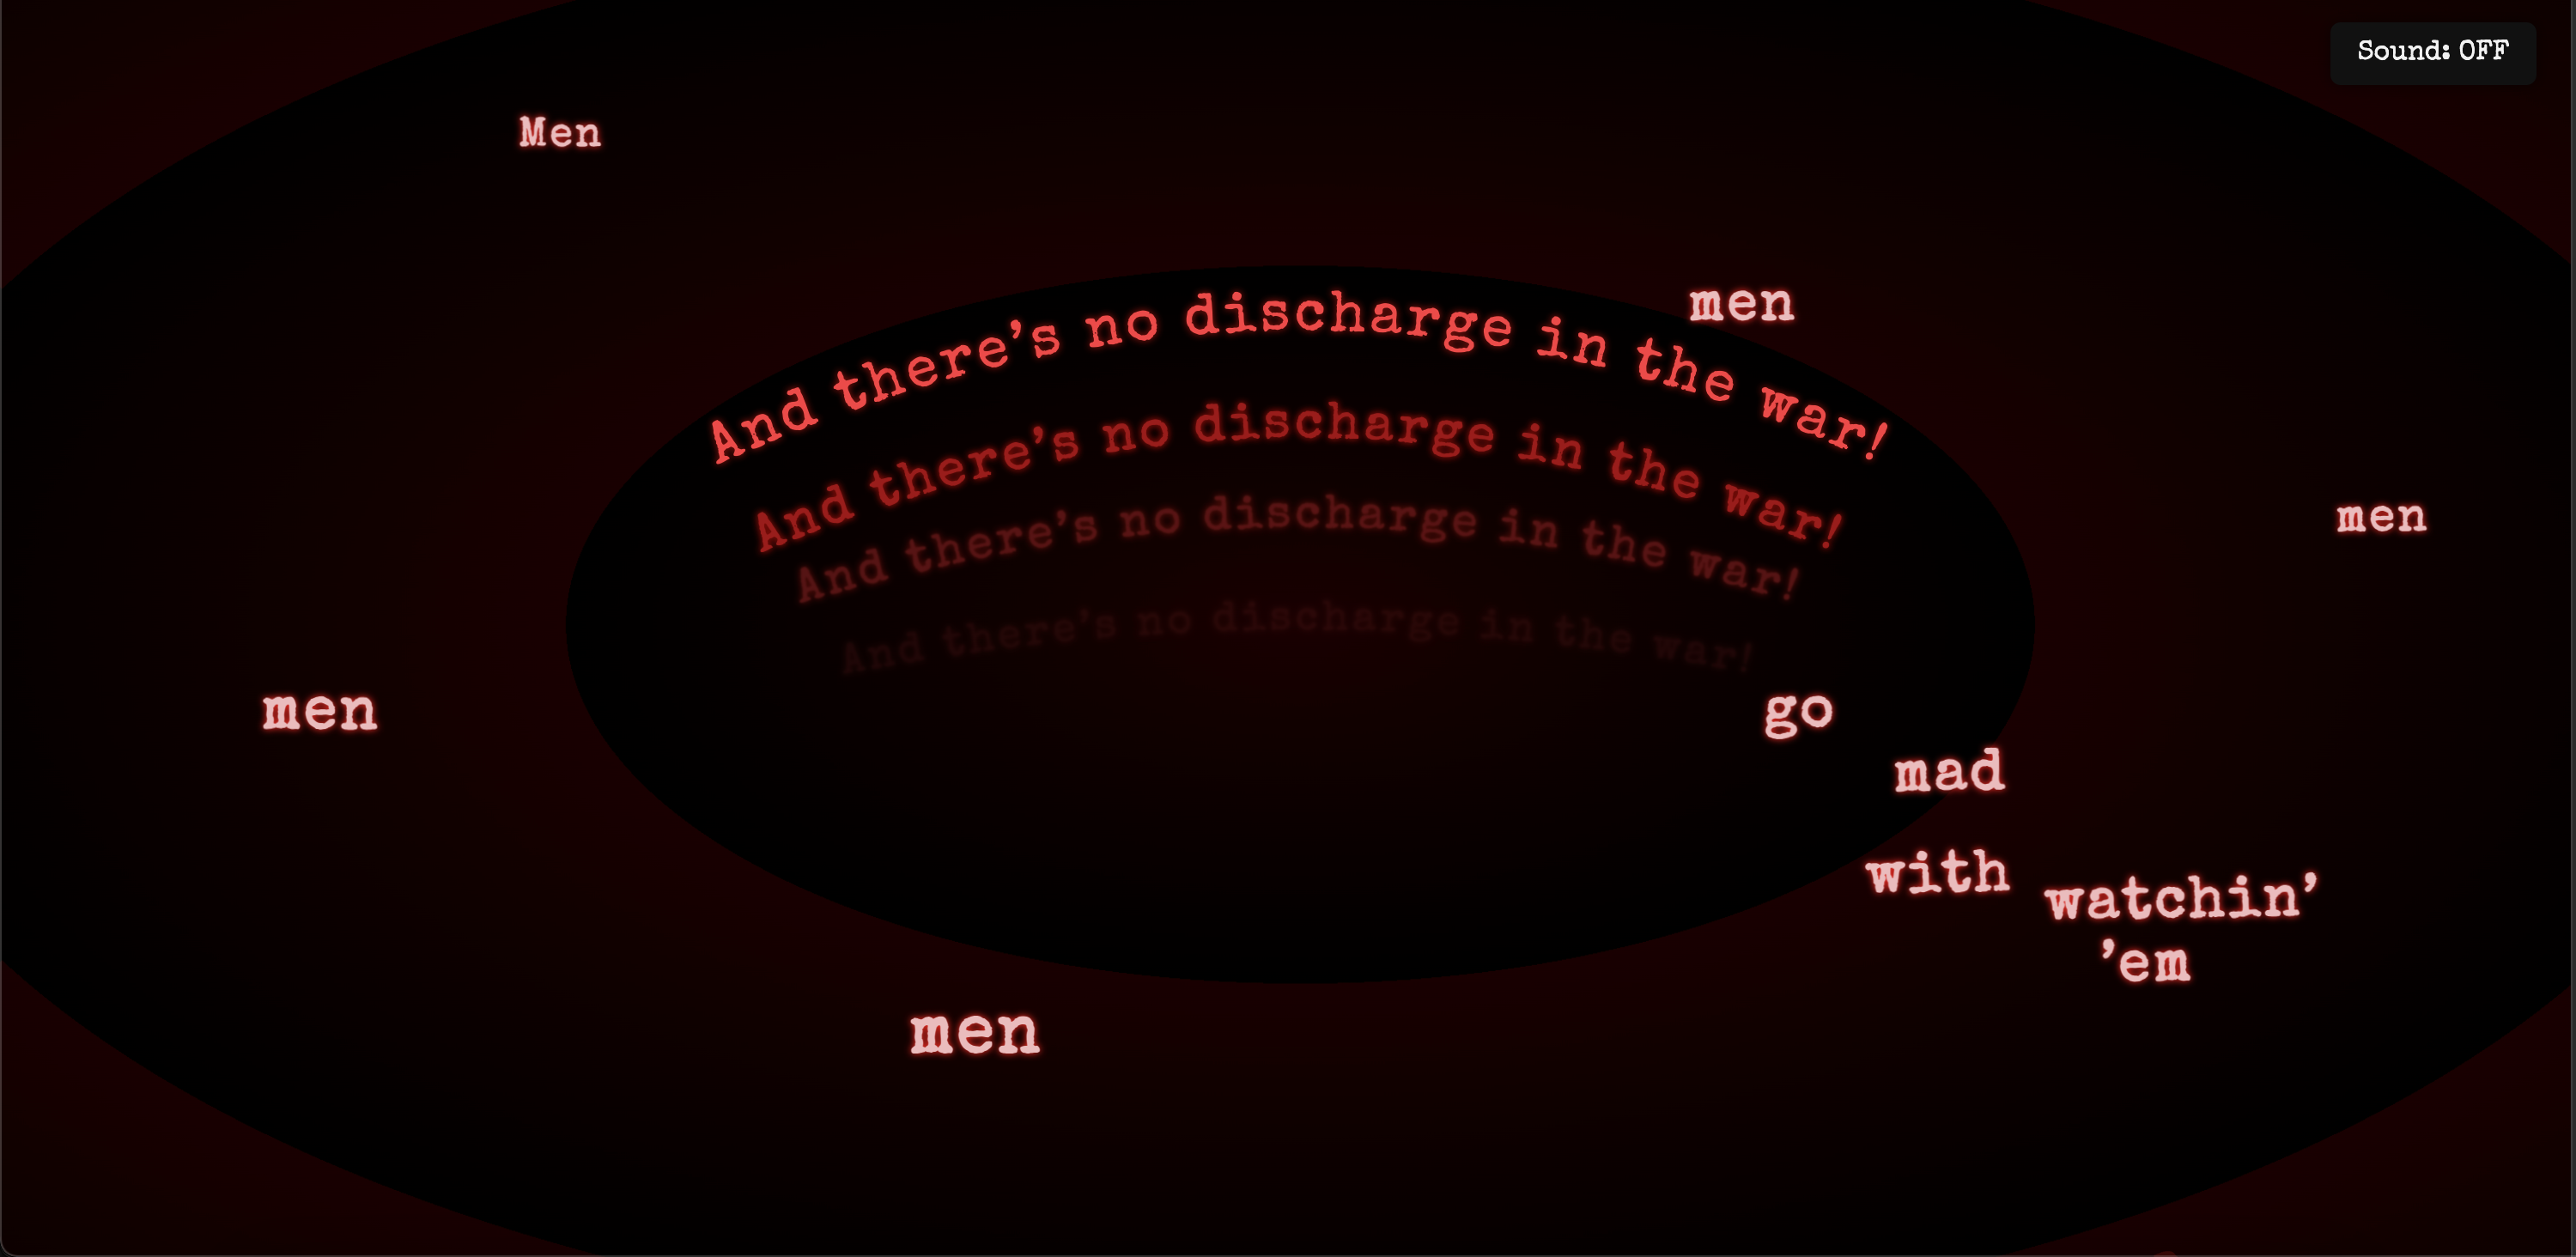 Sound: OFF
Men
men
And there’s no discharge in the war!
And there’s no discharge in the war!
And there’s no discharge in the war!
And there’s no discharge in the war!
men
men
go
mad
with
watchin’
’em
men